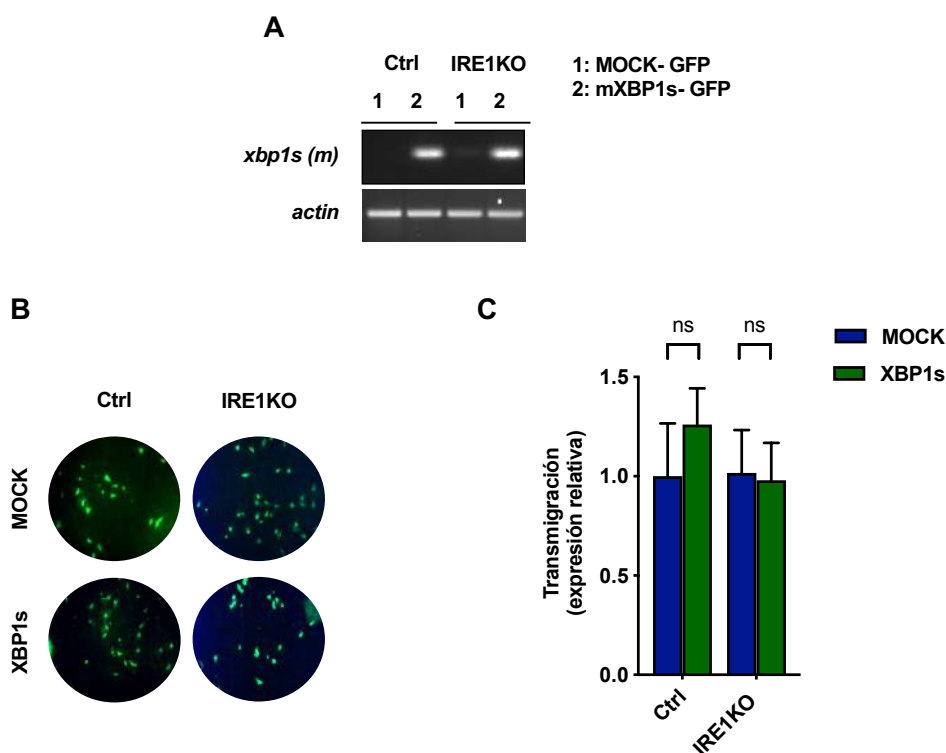 A
Ctrl IRE1KO
1 2 1 2
1: MOCK- GFP
2: mXBP1s- GFP
xbp1s (m)
actin
B
Ctrl IRE1KO
MOCK
XBP1s
C
ns ns
MOCK
XBP1s
Transmigración
(expresión relativa)
1.5
1.0
0.5
0.0
Ctrl
IRE1KO